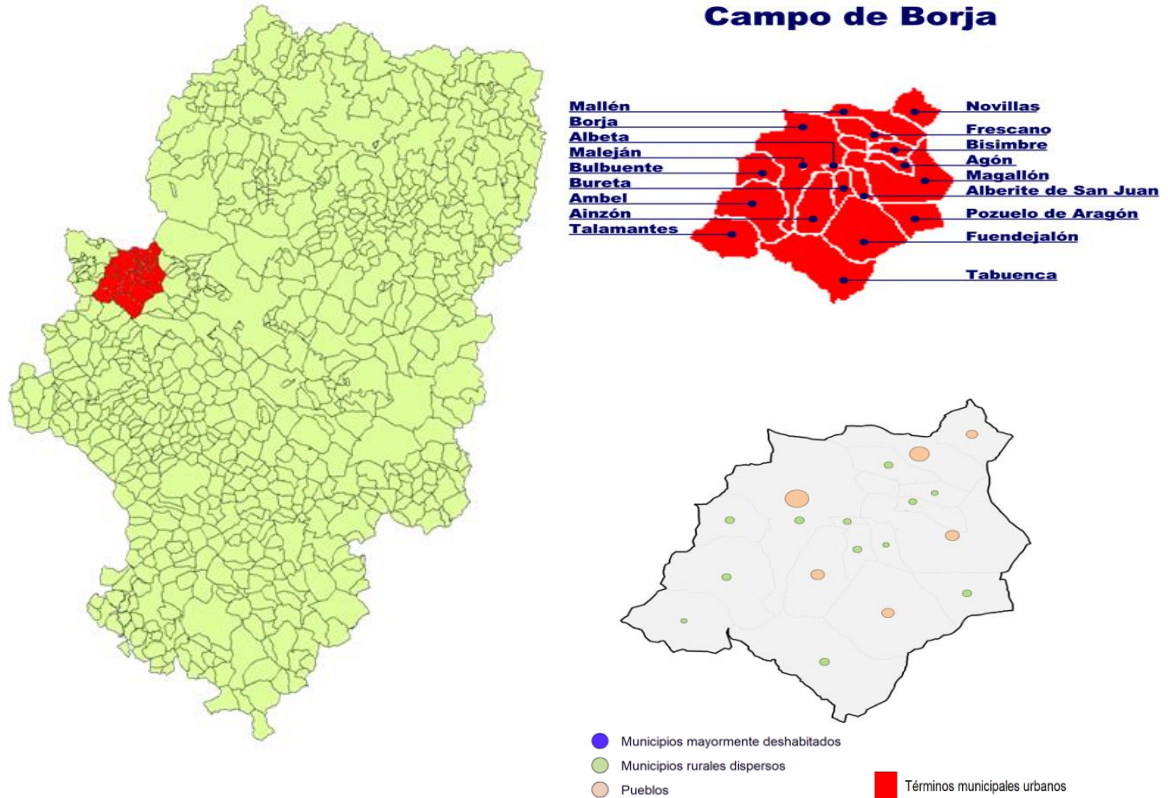 Campo de Borja
Mallén
Borja
Albeta
Maleján
Bulbuente
Bureta
Ambel
Ainzón
Talamantes
Novillas
Frescano
Bisimbre
Agón
Magallón
Alberite de San Juan
Pozuelo de Aragón
Fuendejalón
Tabuenca
Municipios mayormente deshabitados
Municipios rurales dispersos
Pueblos
Términos municipales urbanos